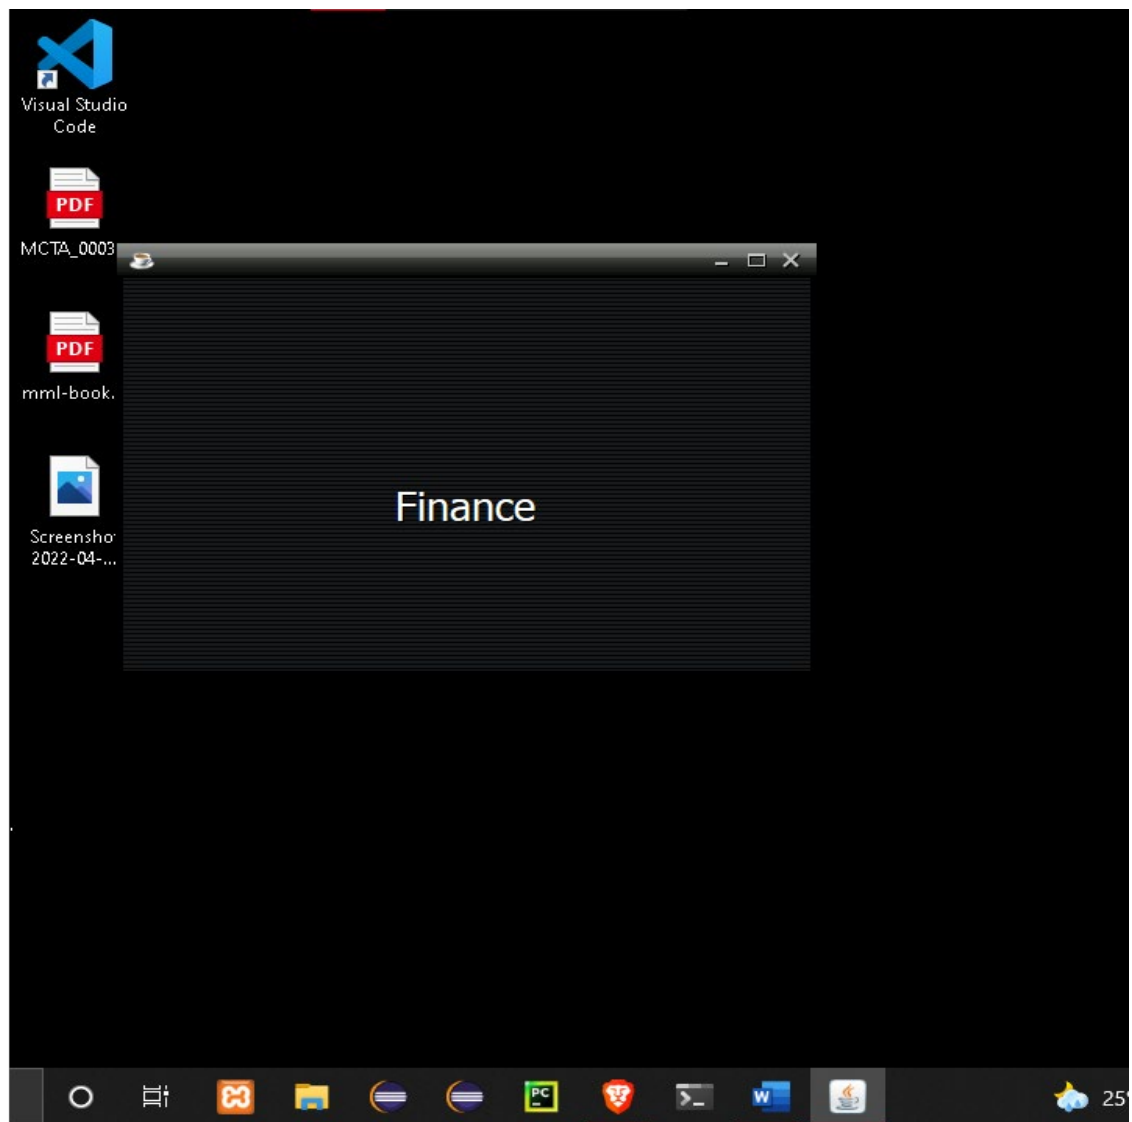 Visual Studio
Code
PDF
MCTA_0003
PDF
mml-book.
Finance
Screensho
2022-04-...
PC
W
25°